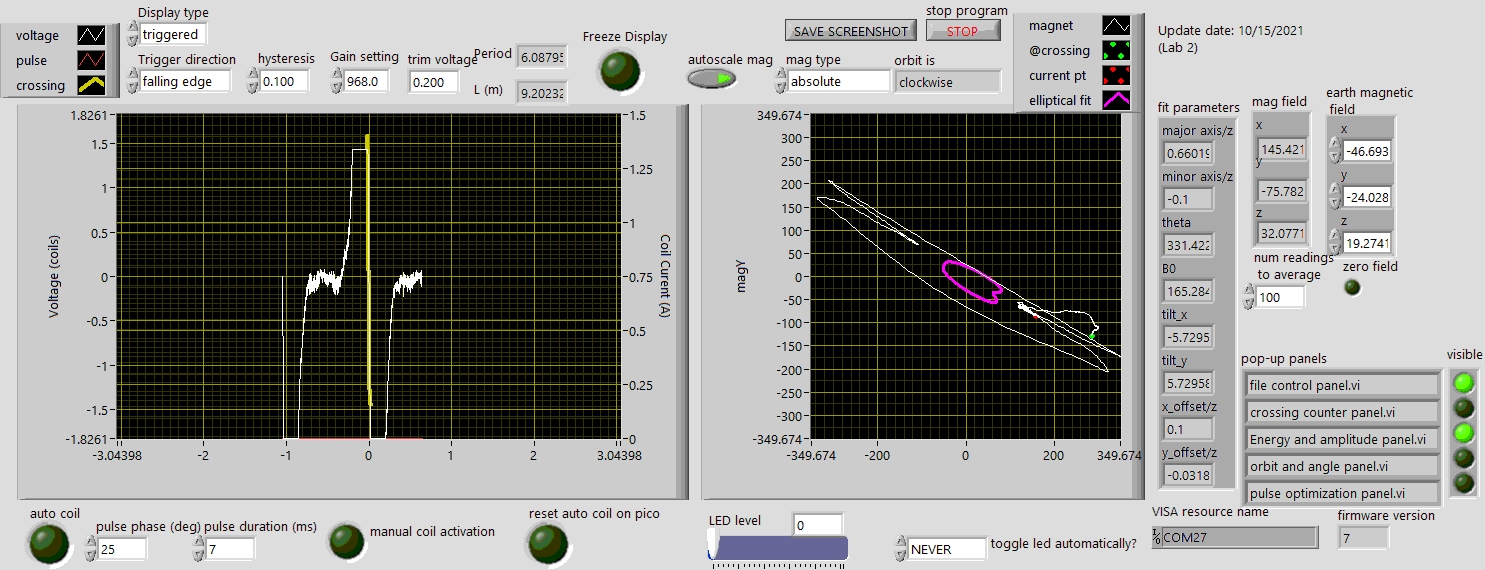 voltage
pulse
crossing
Display type
triggered
Trigger direction
falling edge
hysteresis
0.100
Gain setting
968.0
trim voltage
0.200
Period
6.0879
L (m)
9.2023
Freeze Display
SAVE SCREENSHOT
stop program
STOP
autoscale mag
mag type
absolute
orbit is
clockwise
magnet
@crossing
current pt
elliptical fit
Update date: 10/15/2021
(Lab 2)
1.8261
1.5
1
0.5
0
-0.5
-1
-1.5
-1.8261
Voltage (coils)
-3.04398
-2
-1
0
1
2
3.04398
1.5
1.25
1
0.75
0.5
0.25
0
Coil Current (A)
349.674
300
250
200
150
100
50
0
-50
-100
-150
-200
-250
-300
-349.674
magY
-349.674
-200
0
200
349.674
fit parameters
major axis/z
0.6601
minor axis/z
-0.1
theta
331.422
B0
165.284
tilt_x
-5.7295
tilt_y
5.7295
x_offset/z
0.1
y_offset/z
-0.0318
mag field
x
145.421
y
-75.782
z
32.0771
earth magnetic
field
x
-46.693
y
-24.028
z
19.2741
num readings
to average
100
zero field
pop-up panels
visible
file control panel.vi
crossing counter panel.vi
Energy and amplitude panel.vi
orbit and angle panel.vi
pulse optimization panel.vi
VISA resource name
COM27
firmware version
7
auto coil
pulse phase (deg)
25
pulse duration (ms)
7
manual coil activation
reset auto coil on pico
LED level
0
NEVER
toggle led automatically?